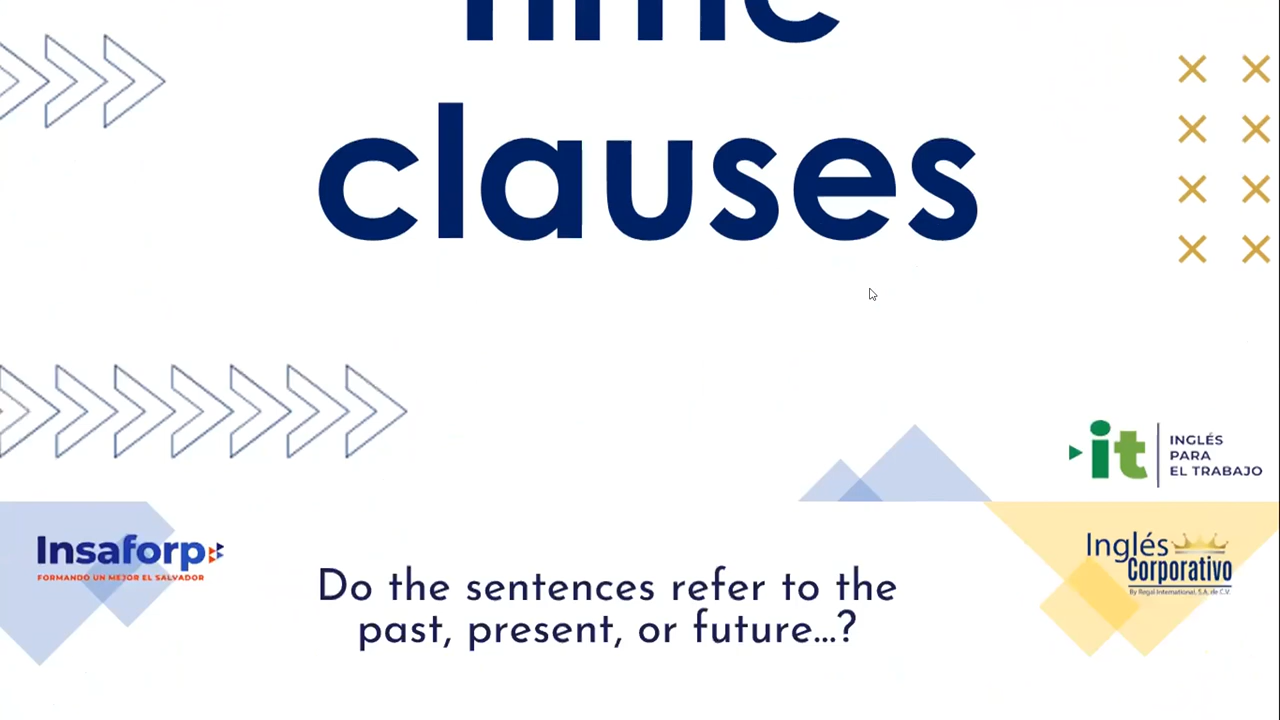 clauses
it
INGLÉS
PARA
EL TRABAJO
Insaforp
FORMANDO UN MEJOR EL SALVADOR
Inglés
Corporativo
By Regal International, S.A. de C.V.
Do the sentences refer to the
past, present, or future...?